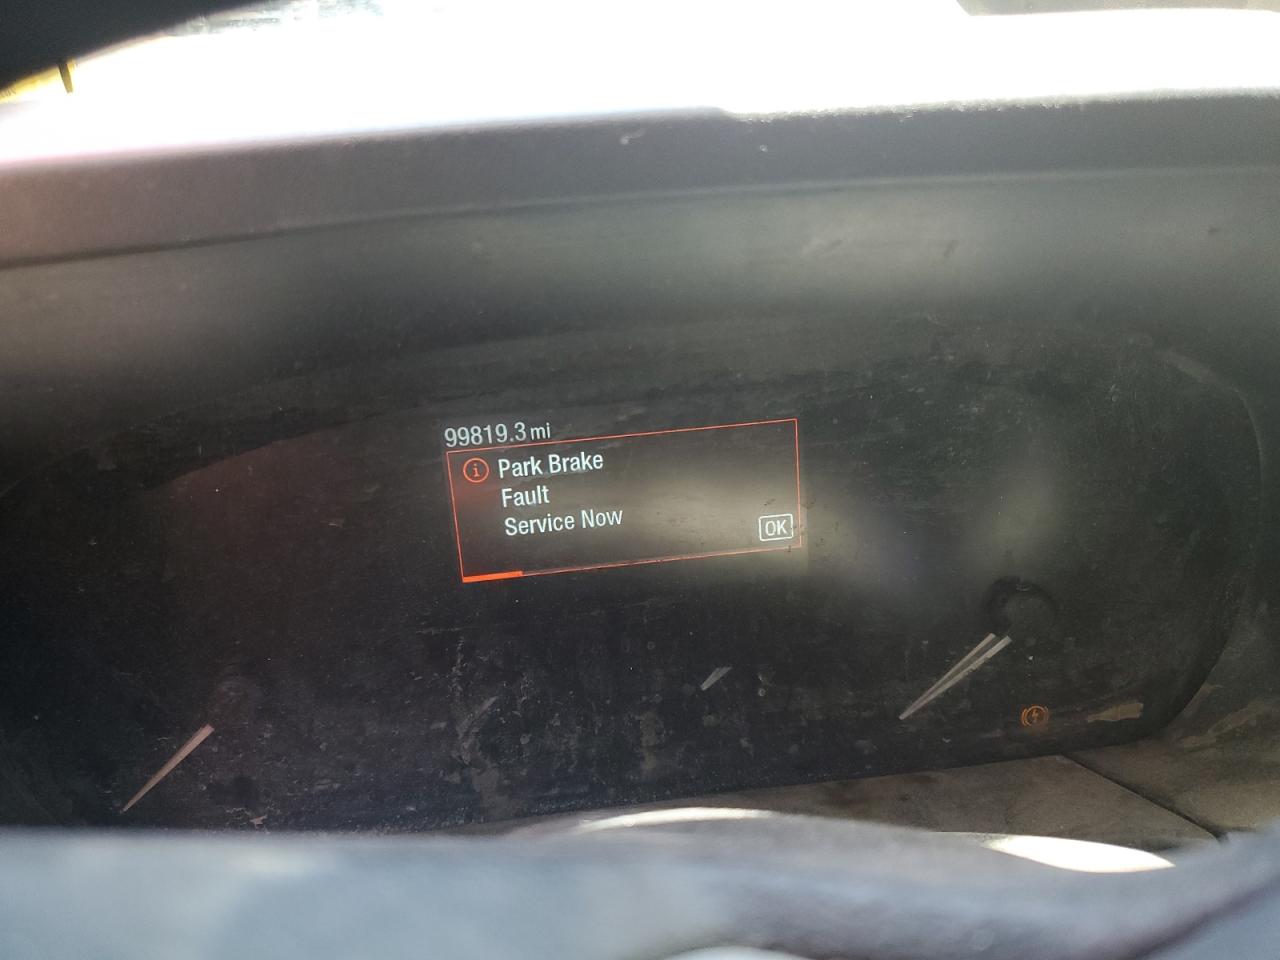 99819.3 mi
Park Brake
Fault
Service Now
OK